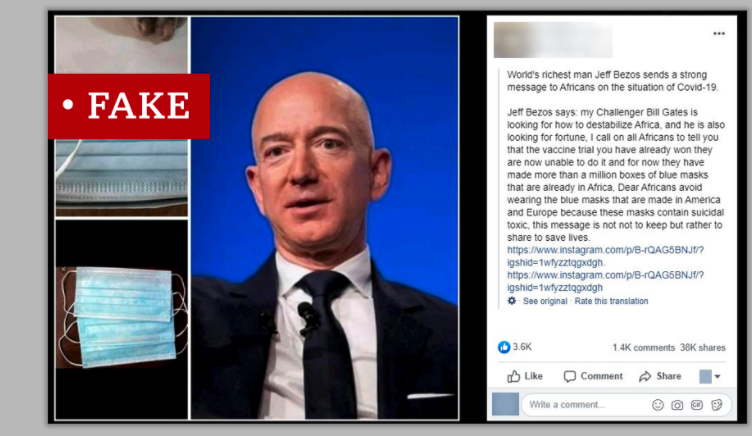 • FAKE
World's richest man Jeff Bezos sends a strong
message to Africans on the situation of Covid-19.
Jeff Bezos says: my Challenger Bill Gates is
looking for how to destabilize Africa, and he is also
looking for fortune, I call on all Africans to tell you
that the vaccine trial you have already won they
are now unable to do it and for now they have
made more than a million boxes of blue masks
that are already in Africa, Dear Africans avoid
wearing the blue masks that are made in America
and Europe because these masks contain suicidal
toxic, this message is not not to keep but rather to
share to save lives.
https://www.instagram.com/p/B-rQAG5BNJf/?
igshid=1wfyzztqgxdgh.
https://www.instagram.com/p/B-rQAG5BNJf/?
igshid=1wfyzztqgxdgh
· See original · Rate this translation
3.6K 1.4K comments 38K shares
Like Comment Share
Write a comment...
GIF